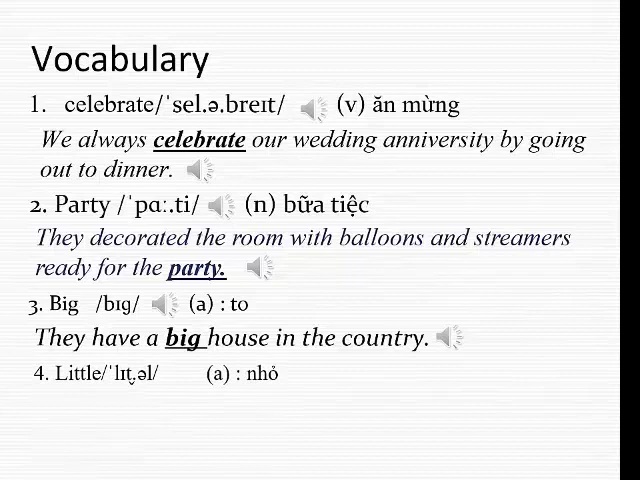 Vocabulary
1. celebrate/ˈsel.ə.breɪt/ (v) ăn mừng
We always celebrate our wedding anniversity by going
out to dinner.
2. Party /ˈpɑː.ti/ (n) bữa tiệc
They decorated the room with balloons and streamers
ready for the party.
3. Big /bɪɡ/ (a) : to
They have a big house in the country.
4. Little/ˈlɪt̬.əl/ (a) : nhỏ